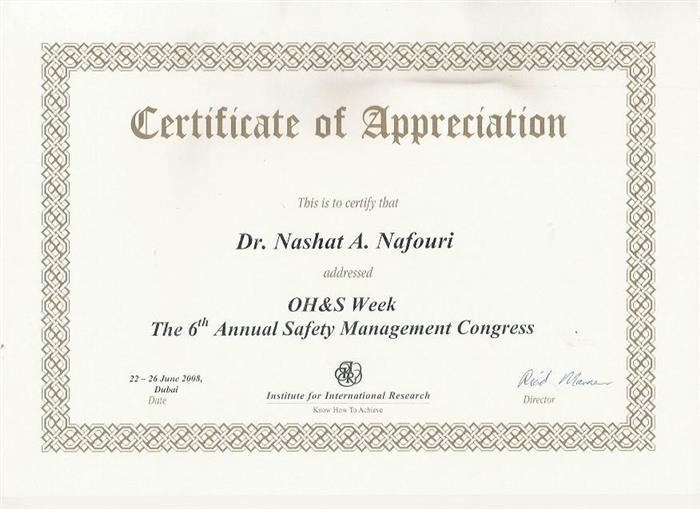 Certificate of Appreciation
This is to certify that
Dr. Nashat A. Nafouri
addressed
OH&S Week
The 6th Annual Safety Management Congress
22 – 26 June 2008,
Dubai
Date
IIR
Institute for International Research
Know How To Achieve
Director